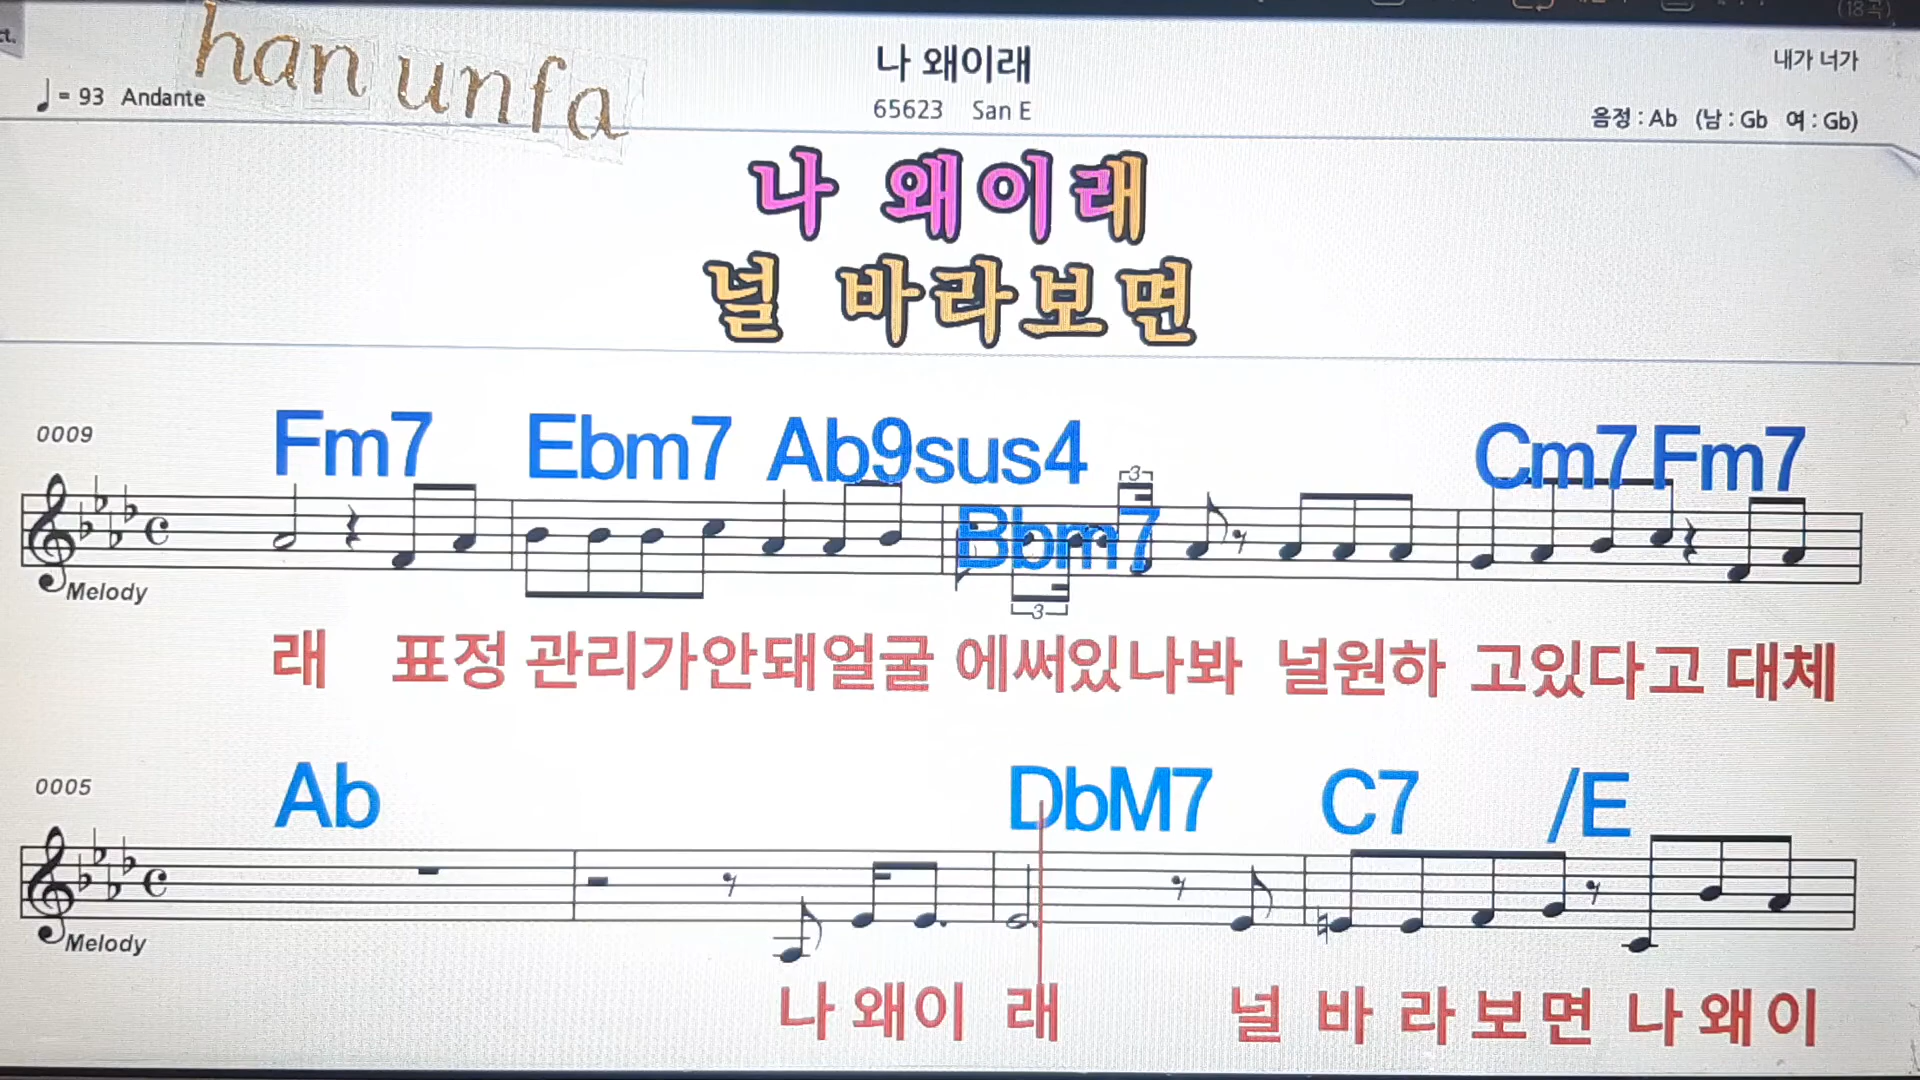 han unfa
나 왜이래
내가 너가
= 93 Andante
65623 San E
음정 : Ab (남 : Gb 여 : Gb)
나 왜이래
널 바라보면
0009
Fm7 Ebm7 Ab9sus4 Bbm7 Cm7 Fm7
3
3
Melody
래 표정 관리가안돼얼굴 에써있나봐 널원하 고있다고 대체
0005
Ab DbM7 C7 /E
Melody
나 왜이 래 널 바 라보면 나왜이